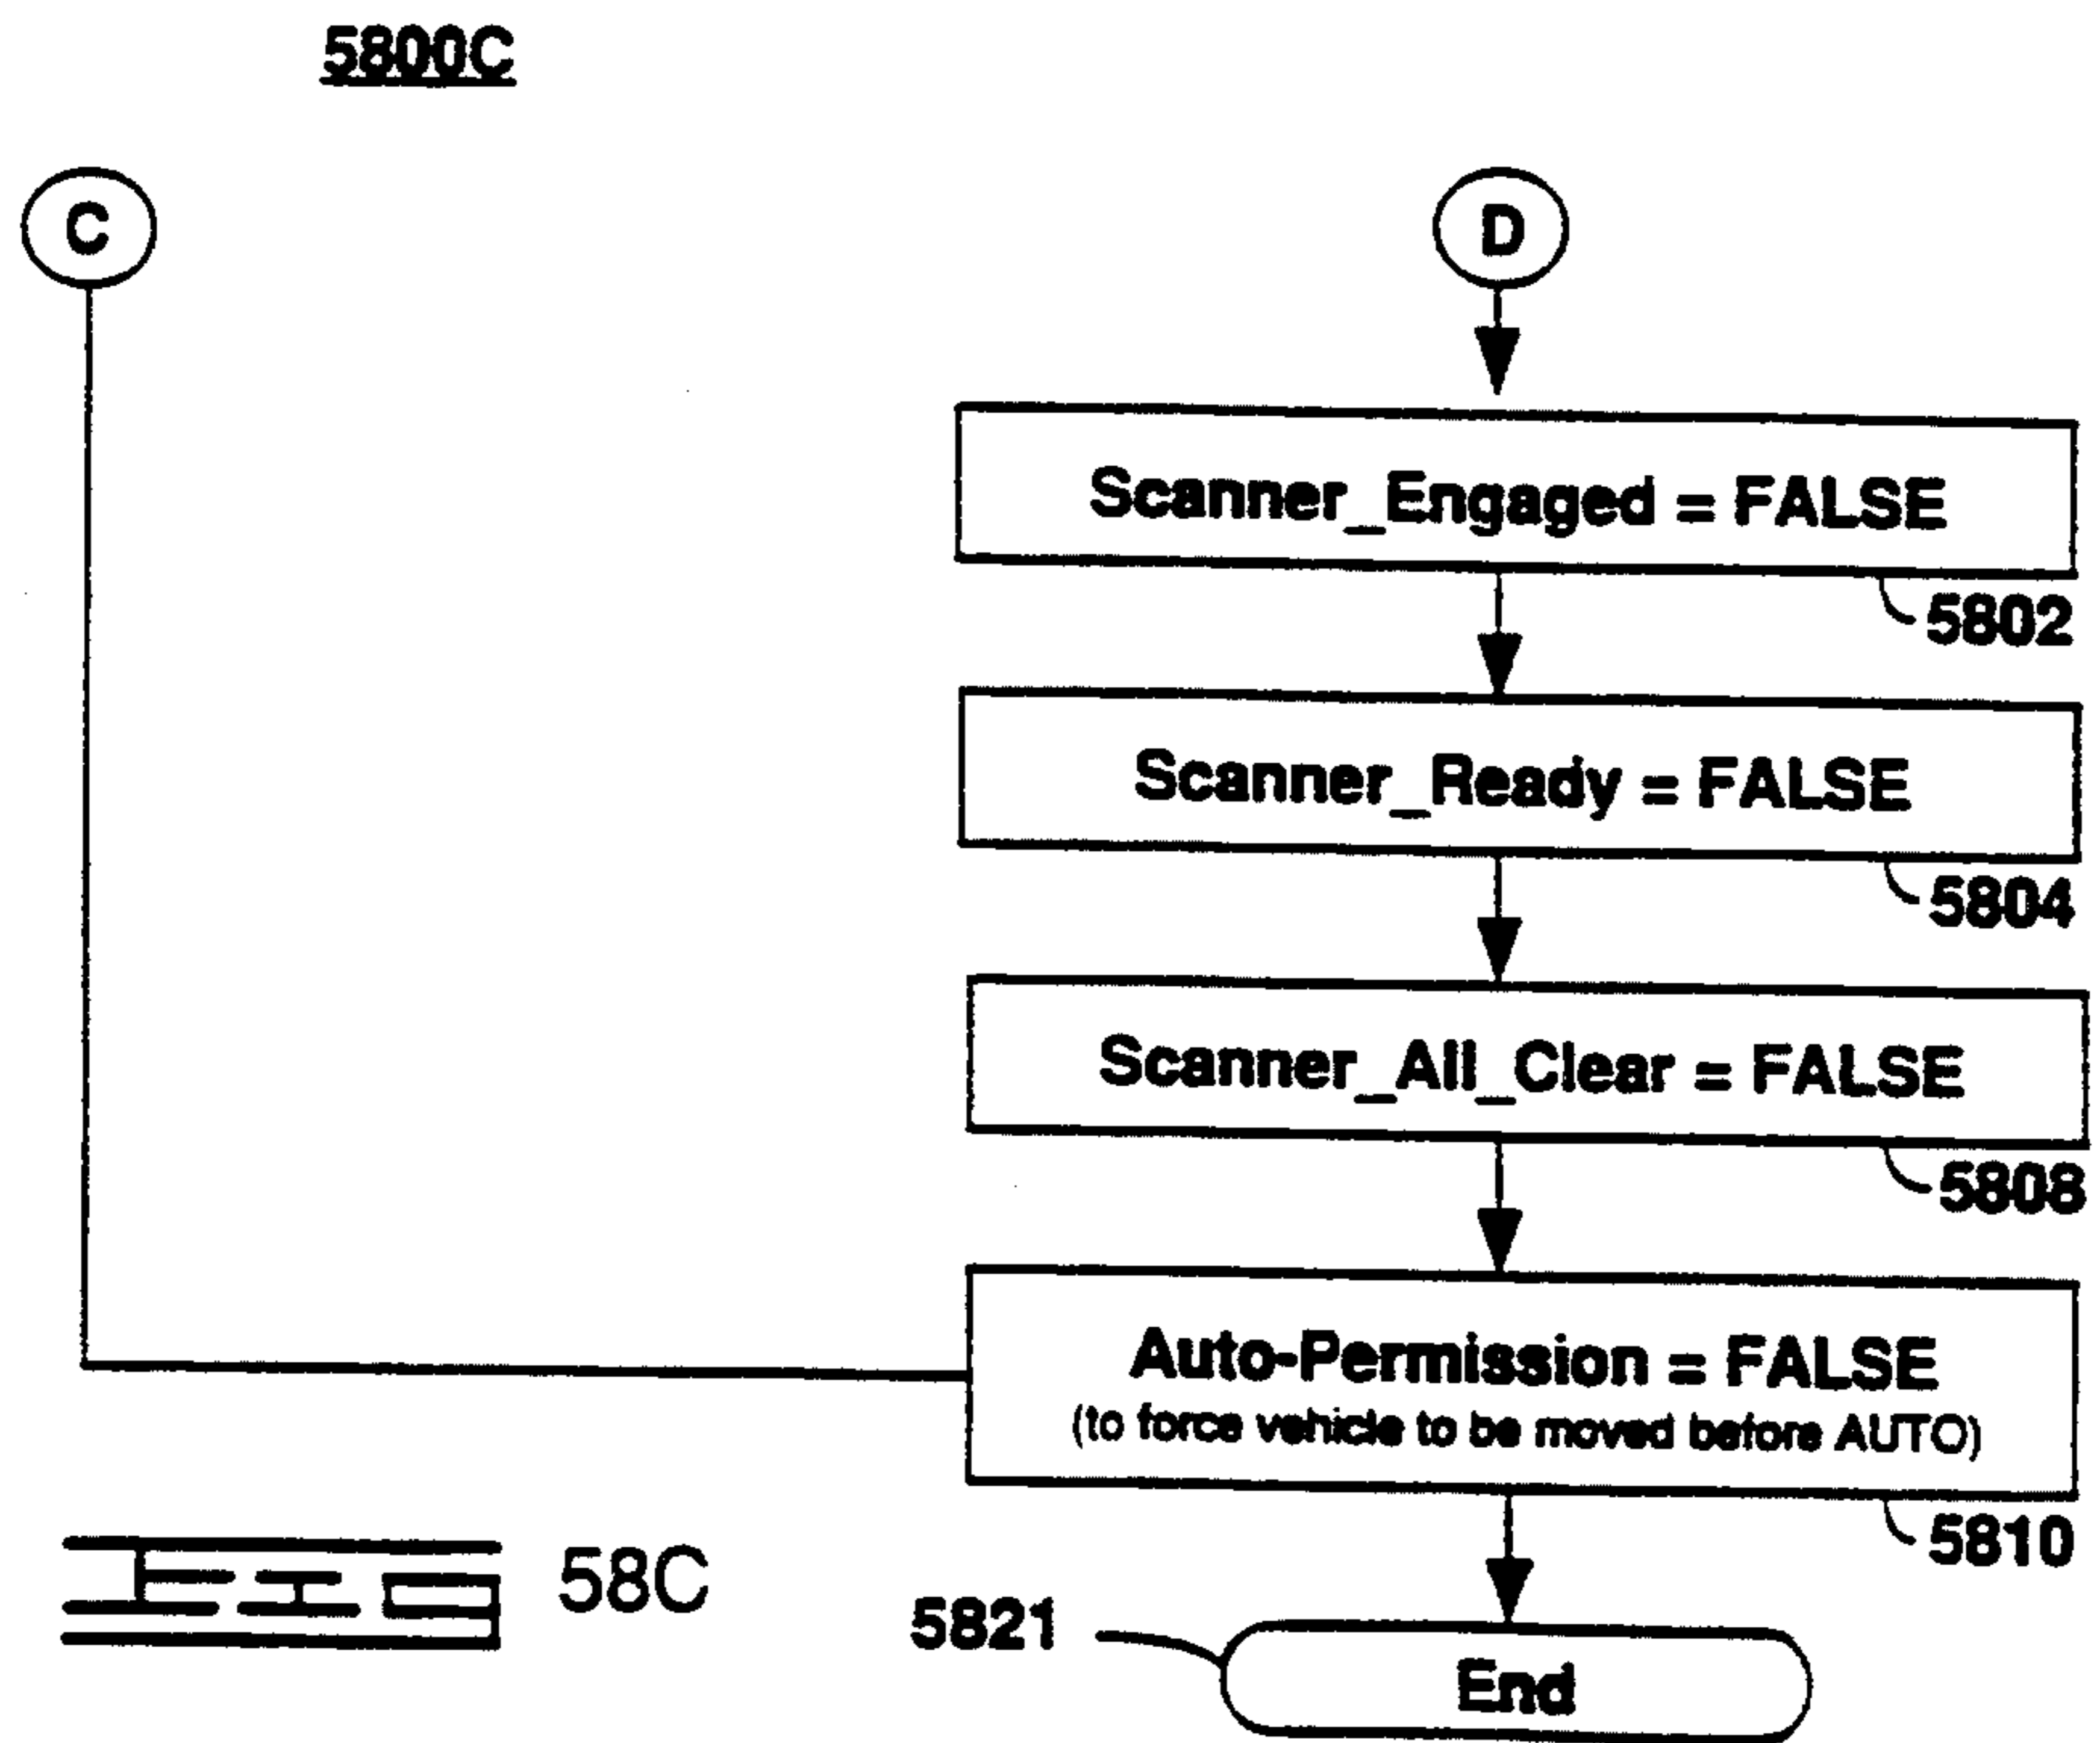 5800C
C
D
Scanner_Engaged = FALSE
5802
Scanner_Ready = FALSE
5804
Scanner_All_Clear = FALSE
5808
Auto-Permission = FALSE
(to force vehicle to be moved before AUTO)
5810
FIG 58C
5821
End